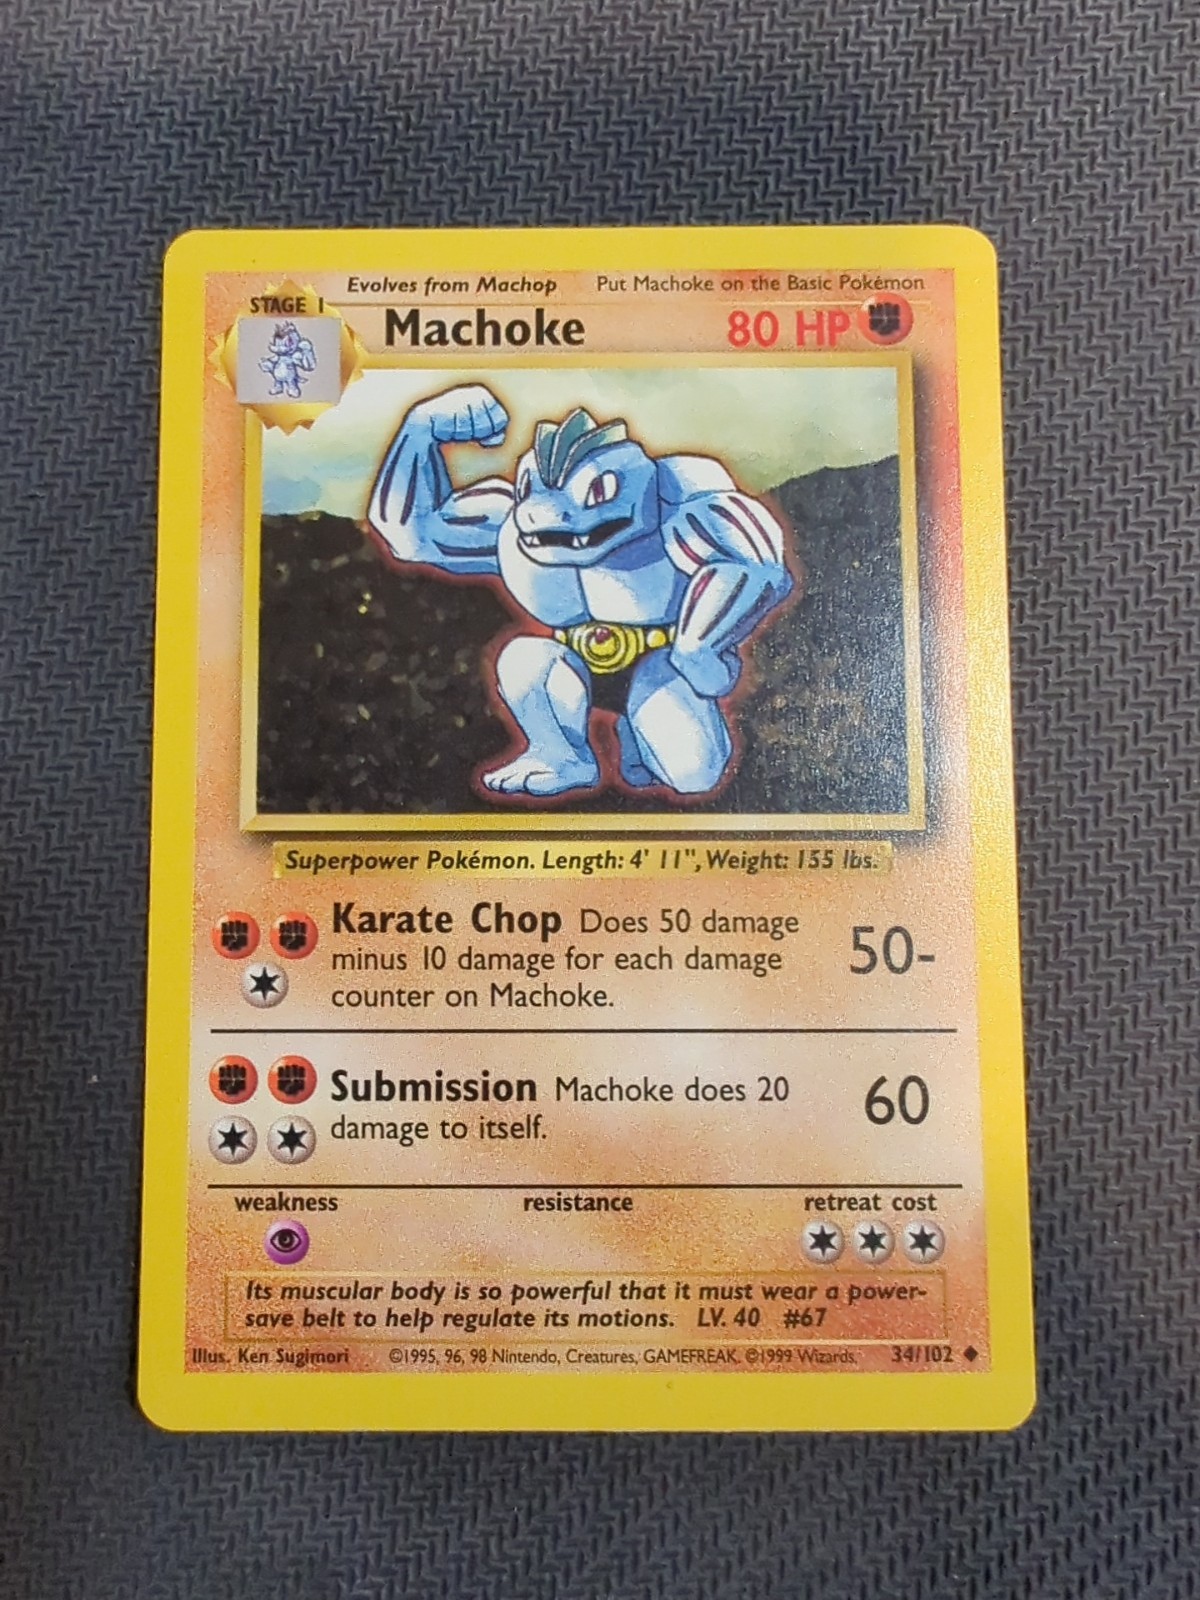 Evolves from Machop Put Machoke on the Basic Pokémon
STAGE 1
Machoke 80 HP
Superpower Pokémon. Length: 4' 11", Weight: 155 lbs.
Karate Chop Does 50 damage
minus 10 damage for each damage
counter on Machoke.
50-
Submission Machoke does 20
damage to itself.
60
weakness resistance retreat cost
Its muscular body is so powerful that it must wear a power-
save belt to help regulate its motions. LV. 40 #67
Illus. Ken Sugimori ©1995, 96, 98 Nintendo, Creatures, GAMEFREAK. ©1999 Wizards. 34/102